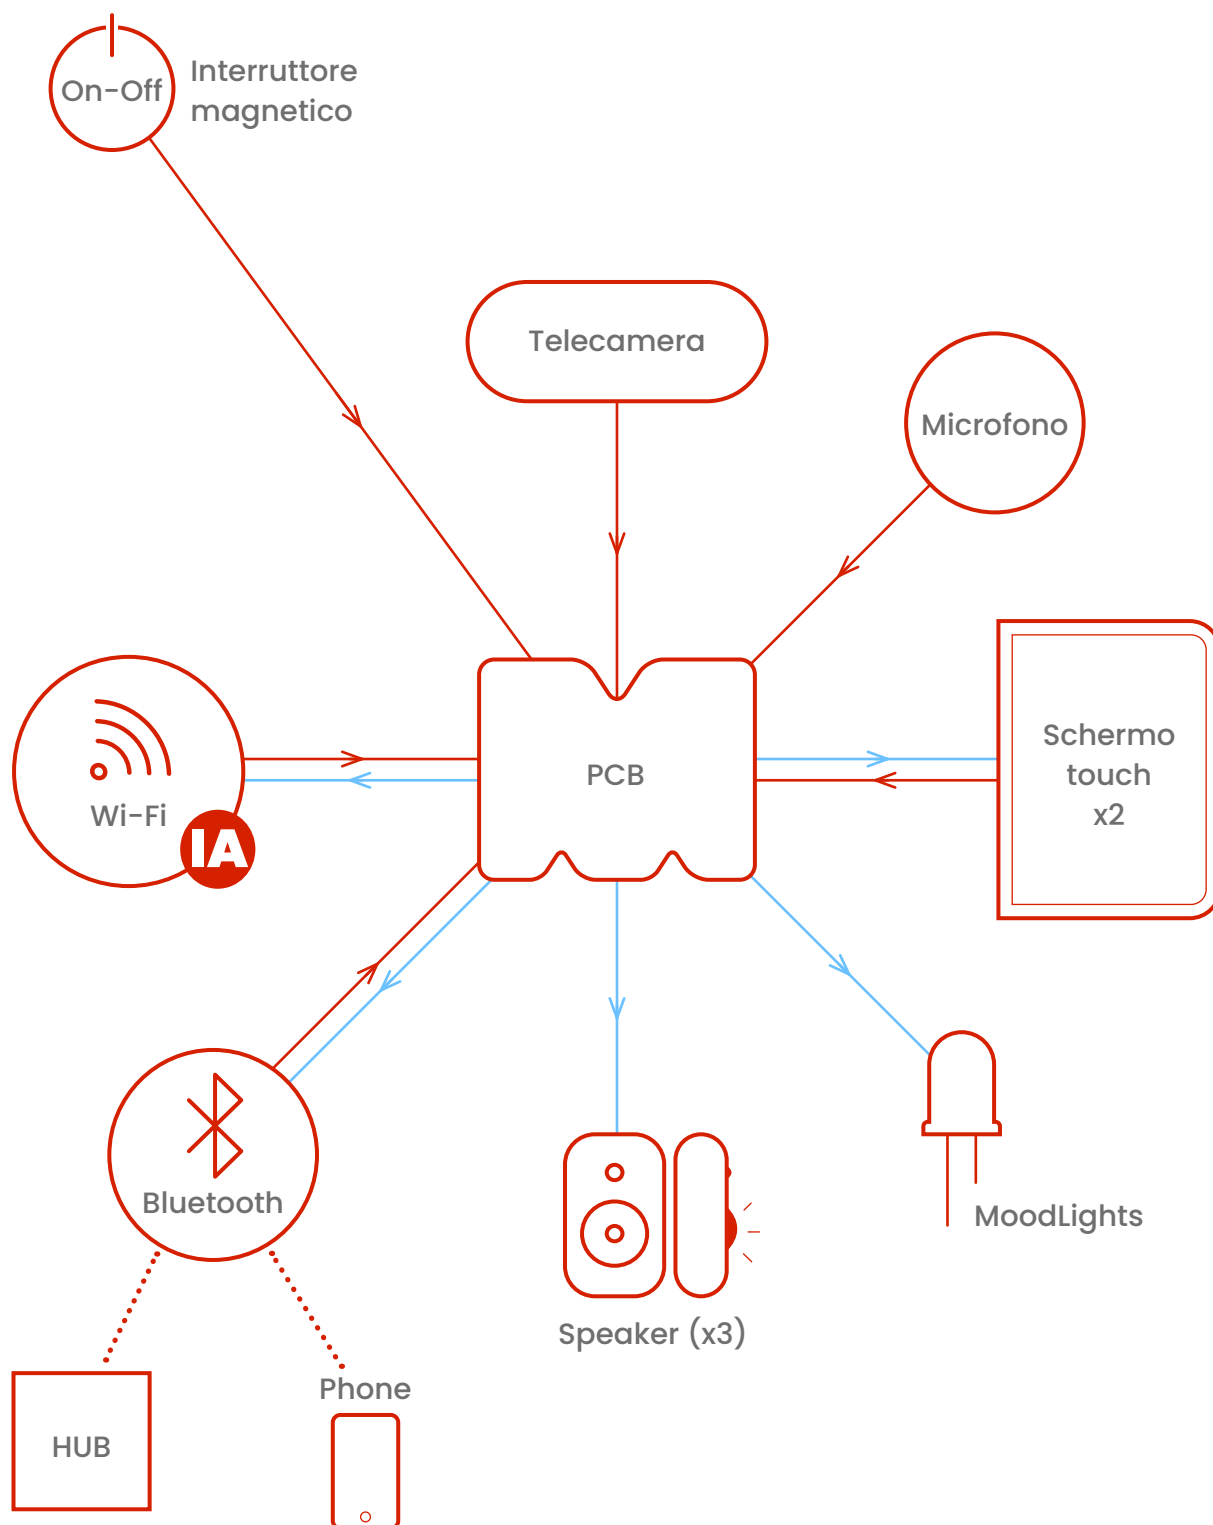 On-Off
Interruttore
magnetico
Telecamera
Microfono
Wi-Fi
IA
PCB
Schermo
touch
x2
Bluetooth
MoodLights
Speaker (x3)
Phone
HUB